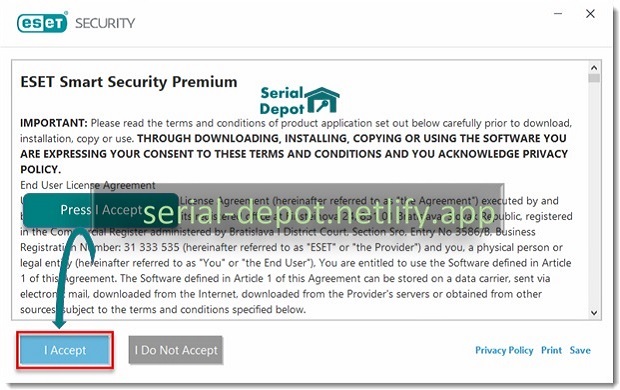 eset SECURITY
ESET Smart Security Premium
Serial
Depot
IMPORTANT: Please read the terms and conditions of product application set out below carefully prior to download,
installation, copy or use. THROUGH DOWNLOADING, INSTALLING, COPYING OR USING THE SOFTWARE YOU
ARE EXPRESSING YOUR CONSENT TO THESE TERMS AND CONDITIONS AND YOU ACKNOWLEDGE PRIVACY
POLICY.
End User License Agreement
License Agreement (hereinafter referred to as "the Agreement") executed by and
Press I Accept
serial-depot.netlify.app
Republic, registered
in the Commercial Register administered by Bratislava I District Court. Section Sro. Entry No 3586/B, Business
Registration Number: 31 333 535 (hereinafter referred to as "ESET" or "the Provider") and you, a physical person or
legal entity (hereinafter referred to as "You" or "the End User"). You are entitled to use the Software defined in Article
1 of this Agreement. The Software defined in Article 1 of this Agreement can be stored on a data carrier, sent via
electronic mail, downloaded from the Internet, downloaded from the Provider's servers or obtained from other
sources subject to the terms and conditions specified below.
I Accept
I Do Not Accept
Privacy Policy Print Save